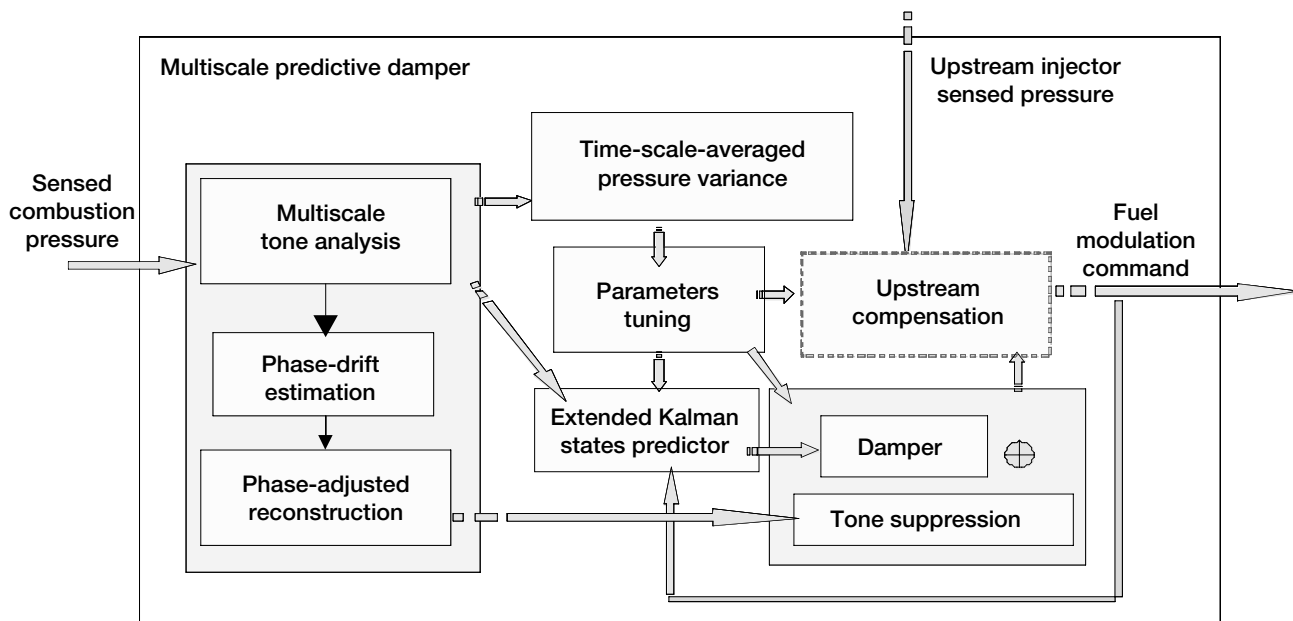 Multiscale predictive damper
Upstream injector
sensed pressure
Time-scale-averaged
pressure variance
Sensed
combustion
pressure
Multiscale
tone analysis
Fuel
modulation
command
Parameters
tuning
Upstream
compensation
Phase-drift
estimation
Extended Kalman
states predictor
Damper
Phase-adjusted
reconstruction
Tone suppression